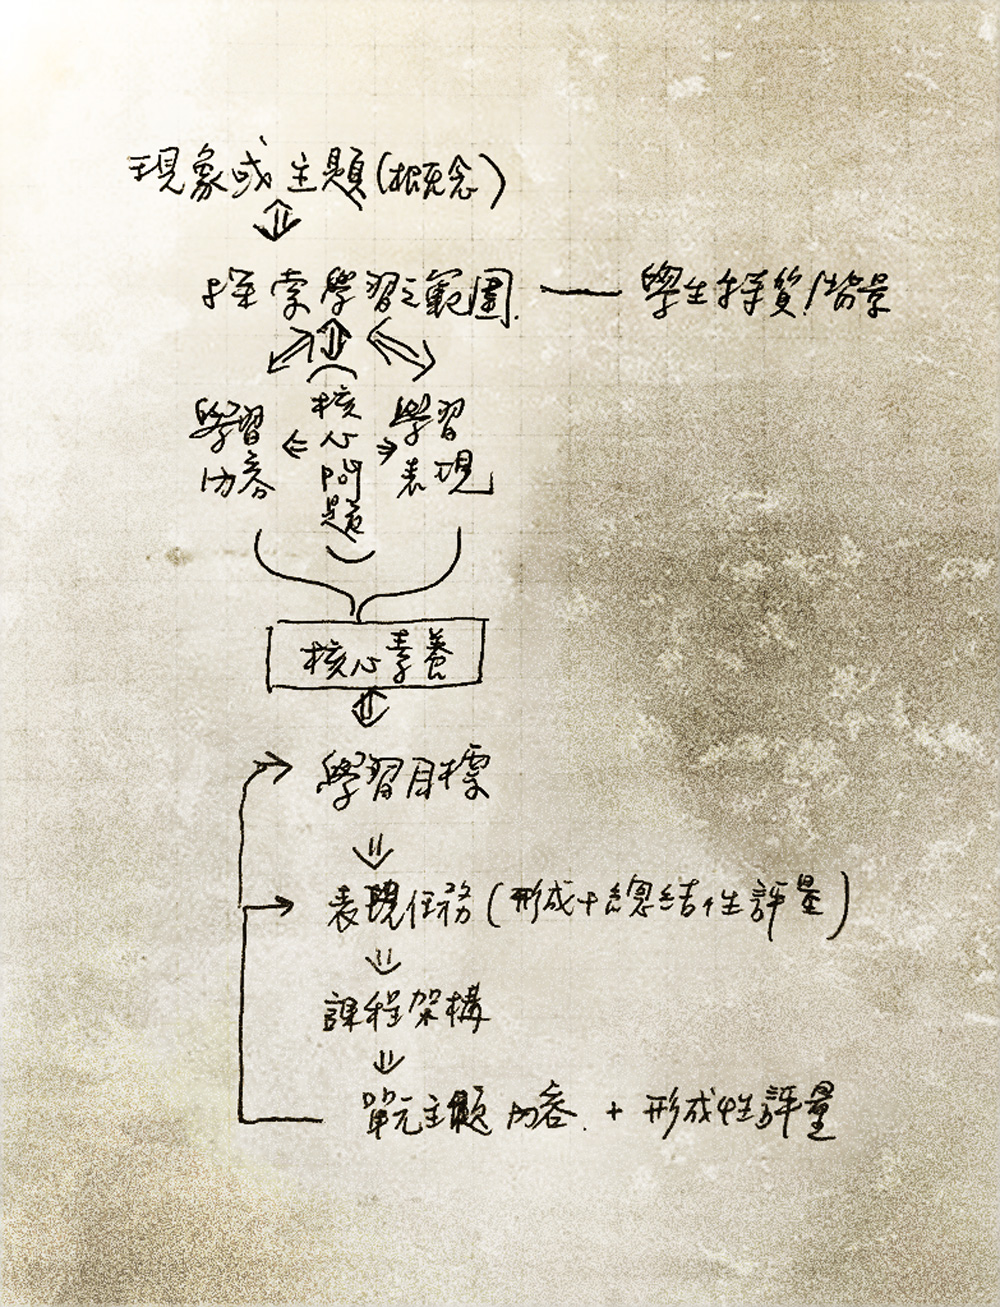 現象或主題(概念)
探索學習之範圍 — 學生特質/背景
學習內容
核心問題
學習表現
核心素養
學習目標
表現任務(形成+總結性評量)
課程架構
單元主題內容 + 形成性評量